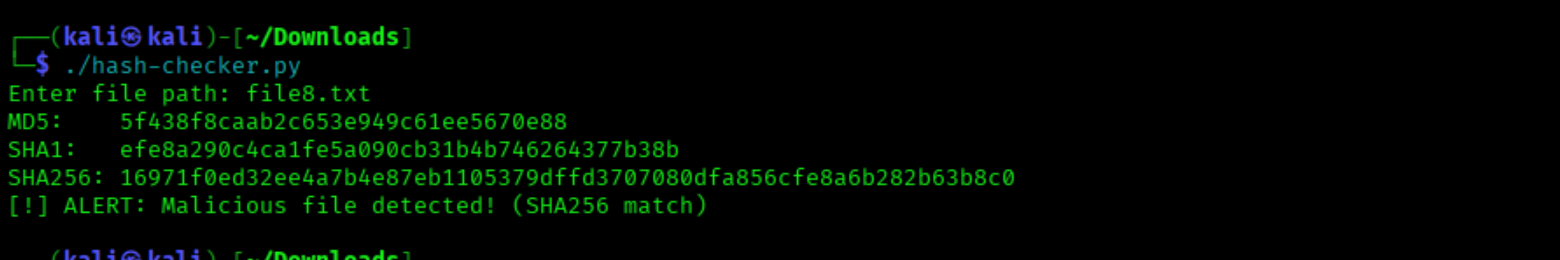 ┌──(kali㉿kali)-[~/Downloads]
└─$ ./hash-checker.py
Enter file path: file8.txt
MD5:    5f438f8caab2c653e949c61ee5670e88
SHA1:   efe8a290c4ca1fe5a090cb31b4b746264377b38b
SHA256: 16971f0ed32ee4a7b4e87eb1105379dffd3707080dfa856cfe8a6b282b63b8c0
[!] ALERT: Malicious file detected! (SHA256 match)
┌──(kali㉿kali)-[~/Downloads]